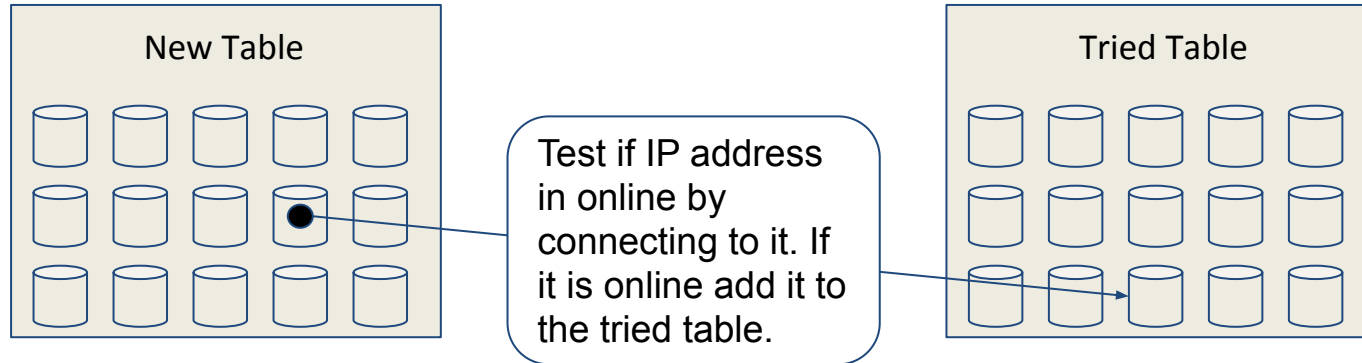 New Table
Tried Table
Test if IP address
in online by
connecting to it. If
it is online add it to
the tried table.